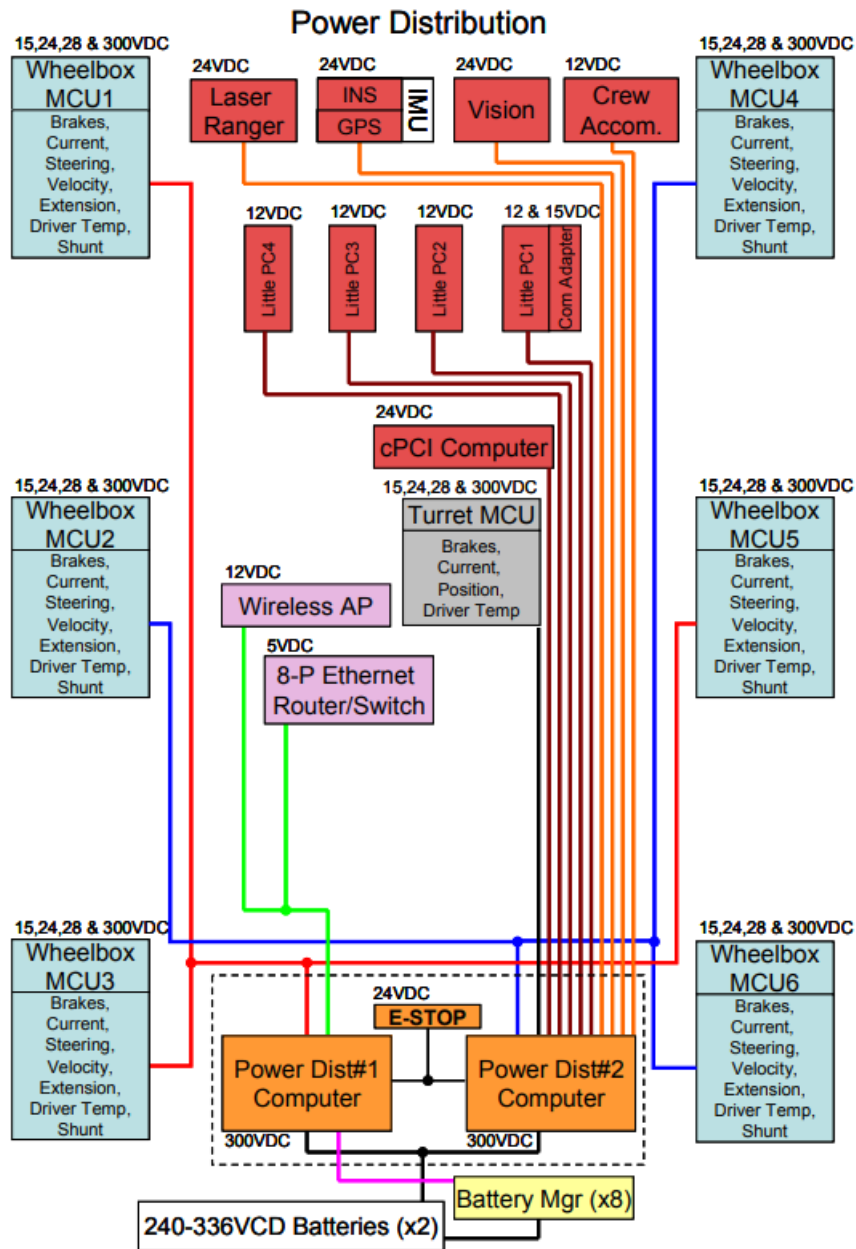 Power Distribution
15,24,28 & 300VDC
Wheelbox
MCU1
Brakes,
Current,
Steering,
Velocity,
Extension,
Driver Temp,
Shunt
24VDC
Laser
Ranger
24VDC
INS
GPS
IMU
24VDC
Vision
12VDC
Crew
Accom.
15,24,28 & 300VDC
Wheelbox
MCU4
Brakes,
Current,
Steering,
Velocity,
Extension,
Driver Temp,
Shunt
12VDC
Little PC4
12VDC
Little PC3
12VDC
Little PC2
12 & 15VDC
Little PC1
Com Adapter
24VDC
cPCI Computer
15,24,28 & 300VDC
Turret MCU
Brakes,
Current,
Position,
Driver Temp
15,24,28 & 300VDC
Wheelbox
MCU2
Brakes,
Current,
Steering,
Velocity,
Extension,
Driver Temp,
Shunt
12VDC
Wireless AP
5VDC
8-P Ethernet
Router/Switch
15,24,28 & 300VDC
Wheelbox
MCU5
Brakes,
Current,
Steering,
Velocity,
Extension,
Driver Temp,
Shunt
15,24,28 & 300VDC
Wheelbox
MCU3
Brakes,
Current,
Steering,
Velocity,
Extension,
Driver Temp,
Shunt
24VDC
E-STOP
Power Dist#1
Computer
300VDC
Power Dist#2
Computer
300VDC
15,24,28 & 300VDC
Wheelbox
MCU6
Brakes,
Current,
Steering,
Velocity,
Extension,
Driver Temp,
Shunt
Battery Mgr (x8)
240-336VCD Batteries (x2)